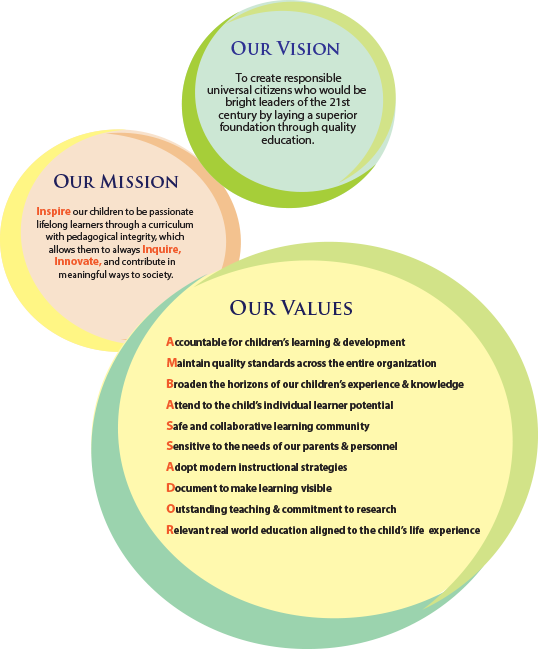 OUR VISION
To create responsible
universal citizens who would be
bright leaders of the 21st
century by laying a superior
foundation through quality
education.
OUR MISSION
Inspire our children to be passionate
lifelong learners through a curriculum
with pedagogical integrity, which
allows them to always Inquire,
Innovate, and contribute in
meaningful ways to society.
OUR VALUES
Accountable for children's learning & development
Maintain quality standards across the entire organization
Broaden the horizons of our children's experience & knowledge
Attend to the child's individual learner potential
Safe and collaborative learning community
Sensitive to the needs of our parents & personnel
Adopt modern instructional strategies
Document to make learning visible
Outstanding teaching & commitment to research
Relevant real world education aligned to the child's life experience